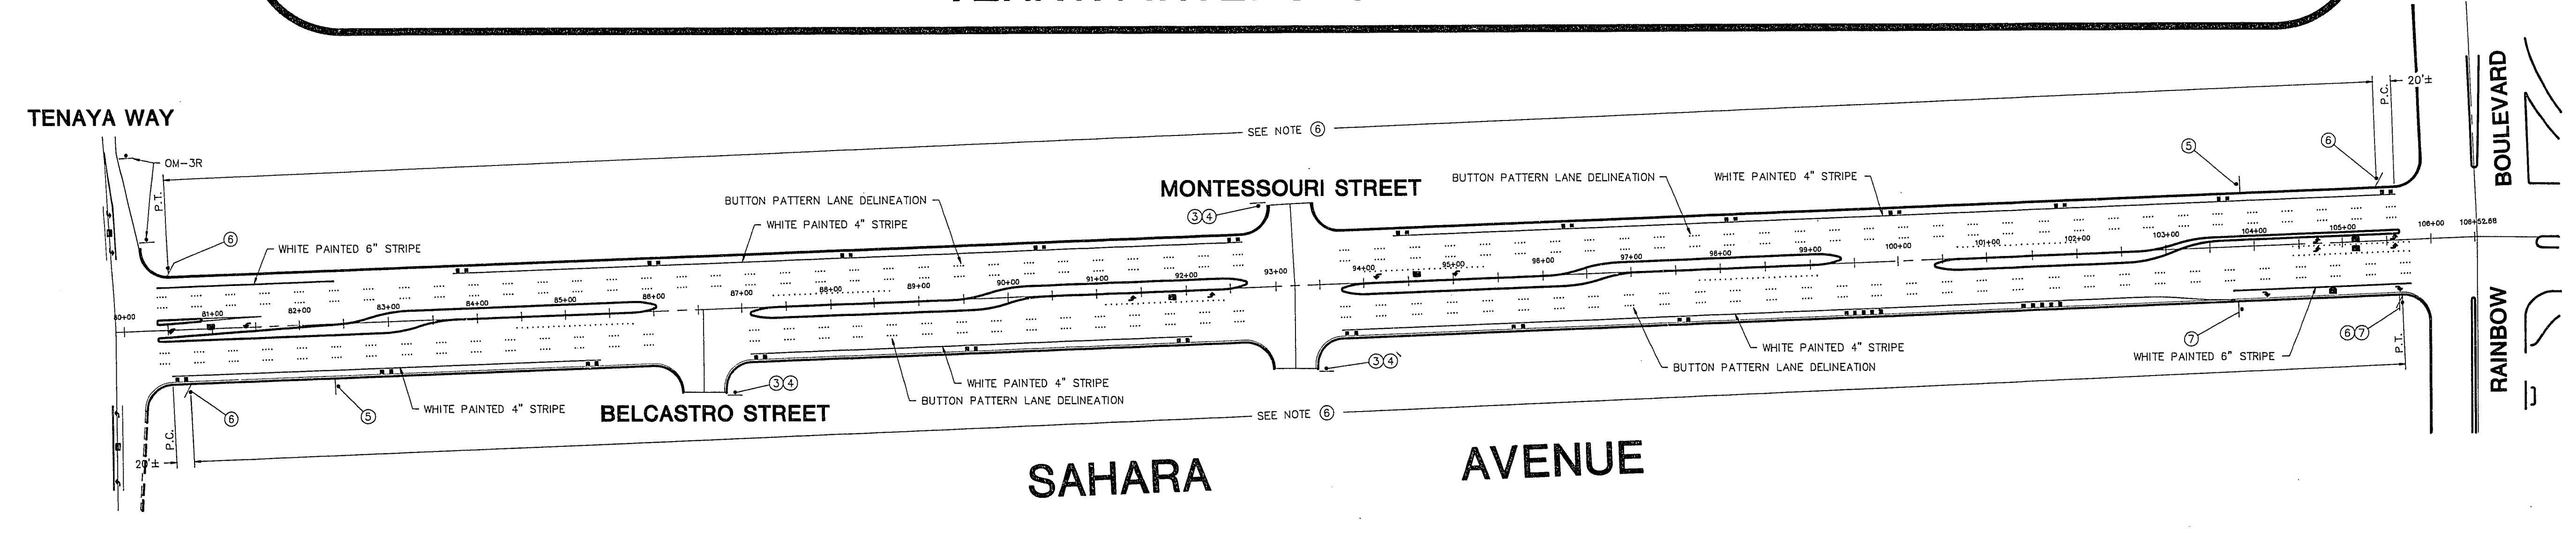 TENAYA WAY
OM-3R
P.T.
6
WHITE PAINTED 6" STRIPE
SEE NOTE 6
BUTTON PATTERN LANE DELINEATION
WHITE PAINTED 4" STRIPE
MONTESSOURI STREET
3 4
BUTTON PATTERN LANE DELINEATION
WHITE PAINTED 4" STRIPE
5
6
P.C.
20'±
BOULEVARD
RAINBOW
80+00
81+00
82+00
83+00
84+00
85+00
86+00
87+00
88+00
89+00
90+00
91+00
92+00
93+00
94+00
95+00
96+00
97+00
98+00
99+00
100+00
101+00
102+00
103+00
104+00
105+00
106+00
106+52.68
P.C.
20'±
6
5
WHITE PAINTED 4" STRIPE
BELCASTRO STREET
3 4
WHITE PAINTED 4" STRIPE
BUTTON PATTERN LANE DELINEATION
3 4
SEE NOTE 6
WHITE PAINTED 4" STRIPE
BUTTON PATTERN LANE DELINEATION
7
WHITE PAINTED 6" STRIPE
6 7
P.T.
SAHARA AVENUE